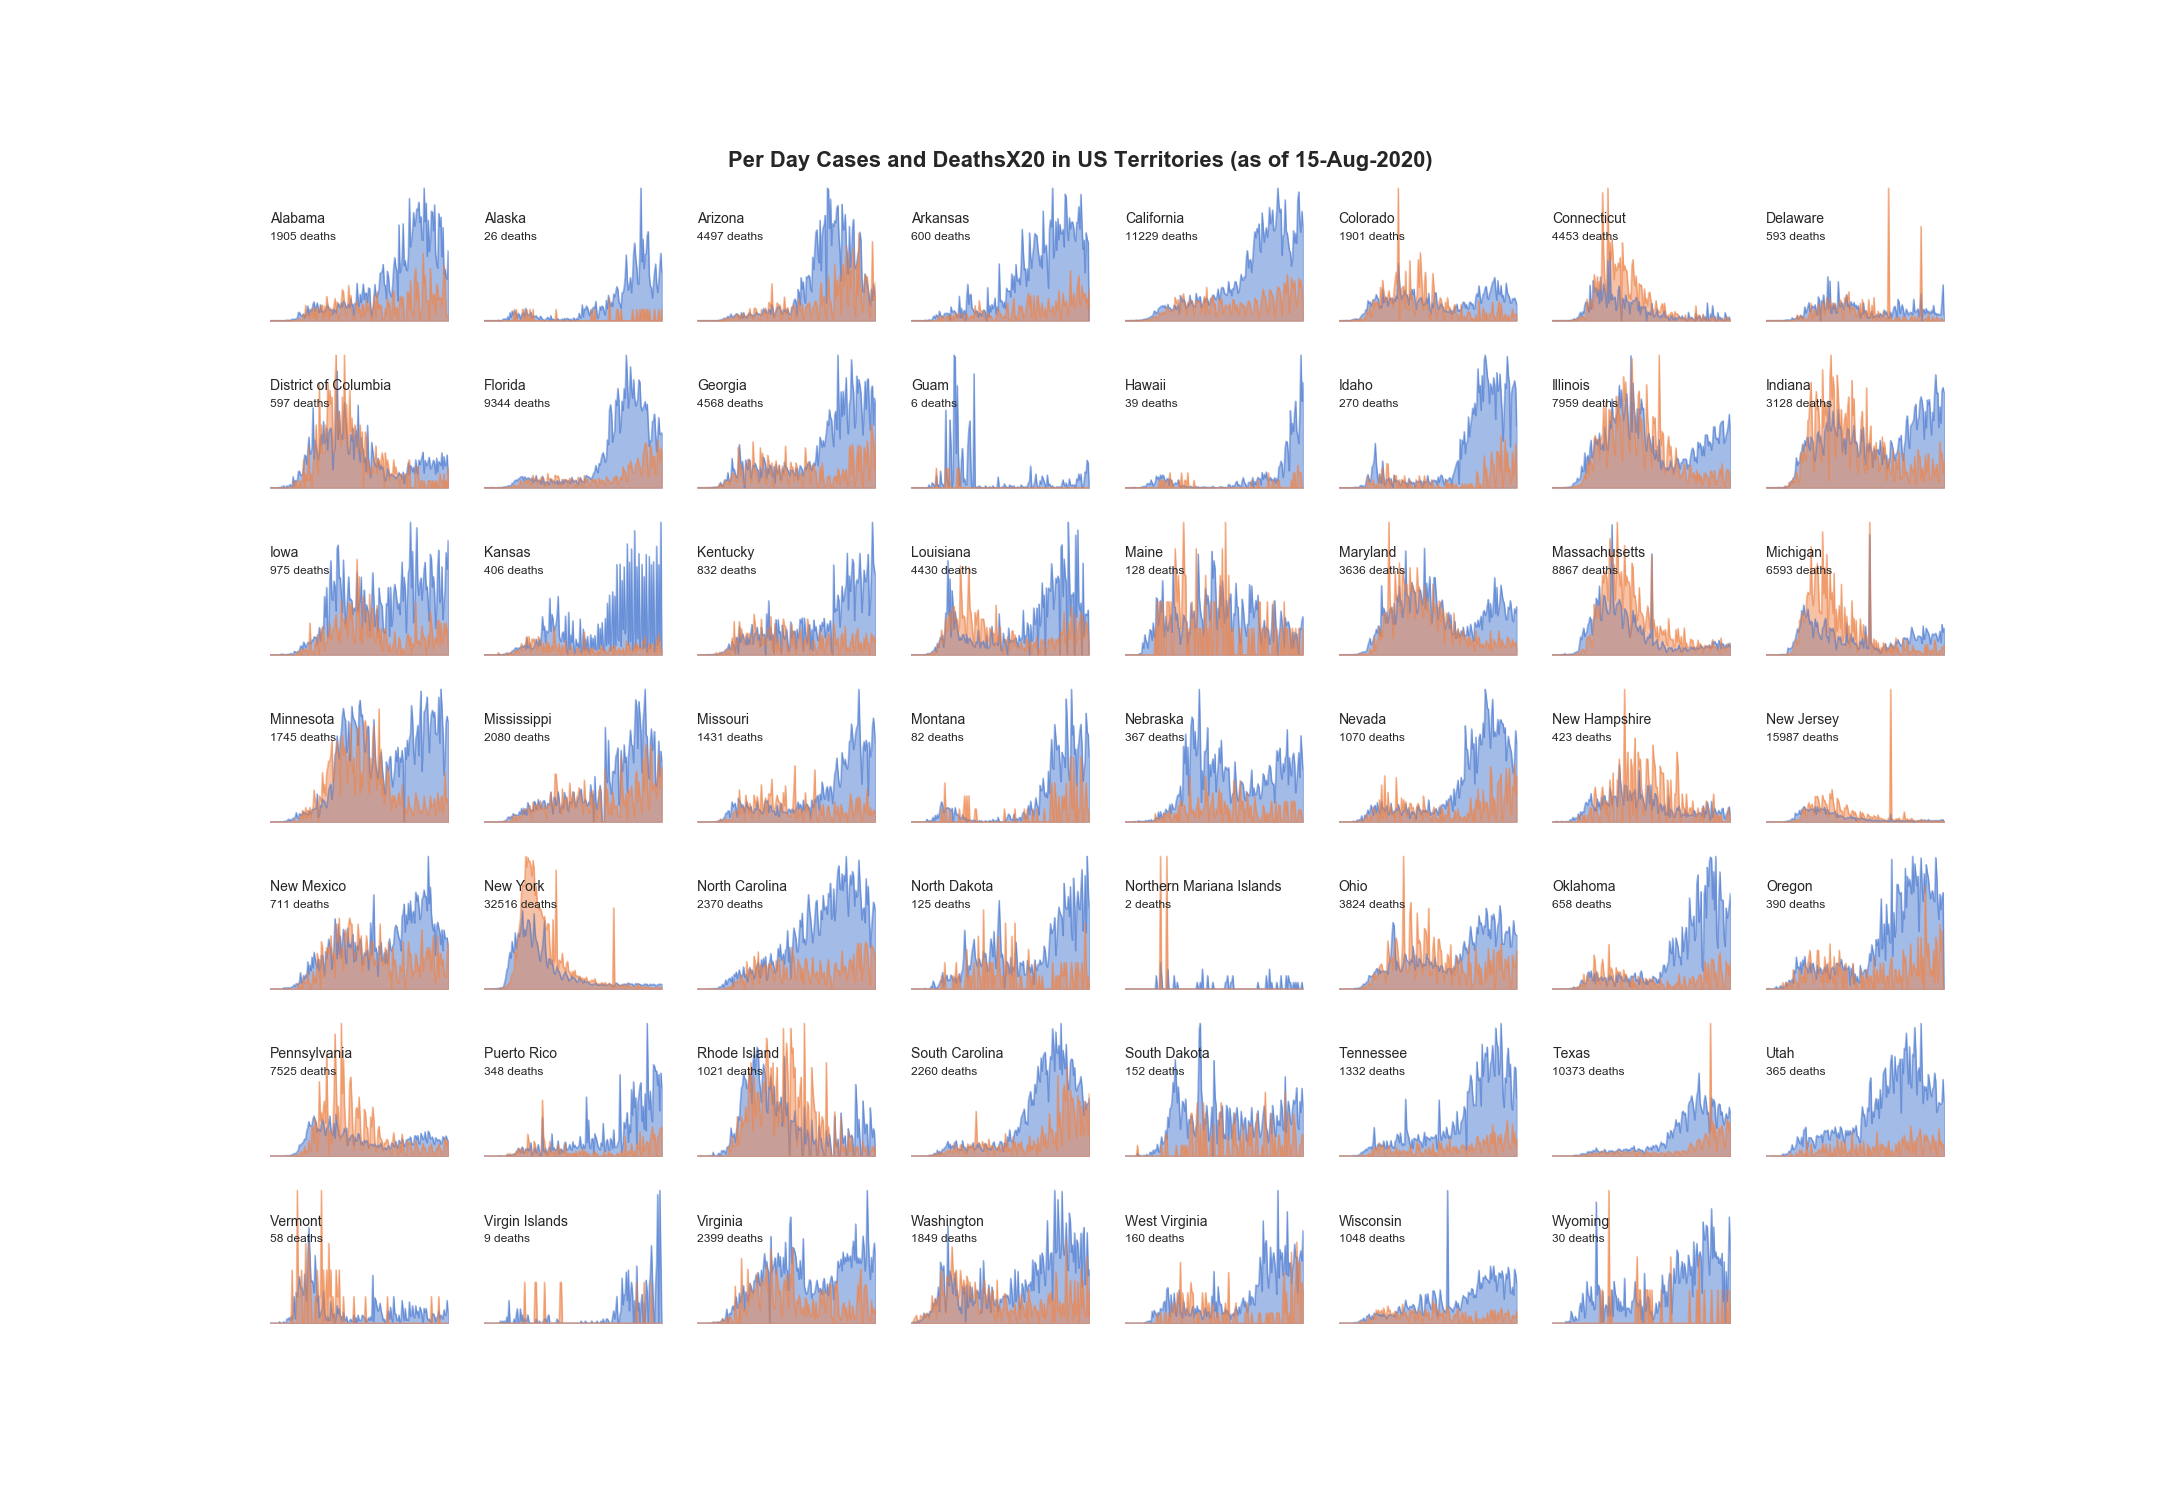 Per Day Cases and DeathsX20 in US Territories (as of 15-Aug-2020)
Alabama
1905 deaths
Alaska
26 deaths
Arizona
4497 deaths
Arkansas
600 deaths
California
11229 deaths
Colorado
1901 deaths
Connecticut
4453 deaths
Delaware
593 deaths
District of Columbia
597 deaths
Florida
9344 deaths
Georgia
4568 deaths
Guam
6 deaths
Hawaii
39 deaths
Idaho
270 deaths
Illinois
7959 deaths
Indiana
3128 deaths
Iowa
975 deaths
Kansas
406 deaths
Kentucky
832 deaths
Louisiana
4430 deaths
Maine
128 deaths
Maryland
3636 deaths
Massachusetts
8867 deaths
Michigan
6593 deaths
Minnesota
1745 deaths
Mississippi
2080 deaths
Missouri
1431 deaths
Montana
82 deaths
Nebraska
367 deaths
Nevada
1070 deaths
New Hampshire
423 deaths
New Jersey
15987 deaths
New Mexico
711 deaths
New York
32516 deaths
North Carolina
2370 deaths
North Dakota
125 deaths
Northern Mariana Islands
2 deaths
Ohio
3824 deaths
Oklahoma
658 deaths
Oregon
390 deaths
Pennsylvania
7525 deaths
Puerto Rico
348 deaths
Rhode Island
1021 deaths
South Carolina
2260 deaths
South Dakota
152 deaths
Tennessee
1332 deaths
Texas
10373 deaths
Utah
365 deaths
Vermont
58 deaths
Virgin Islands
9 deaths
Virginia
2399 deaths
Washington
1849 deaths
West Virginia
160 deaths
Wisconsin
1048 deaths
Wyoming
30 deaths